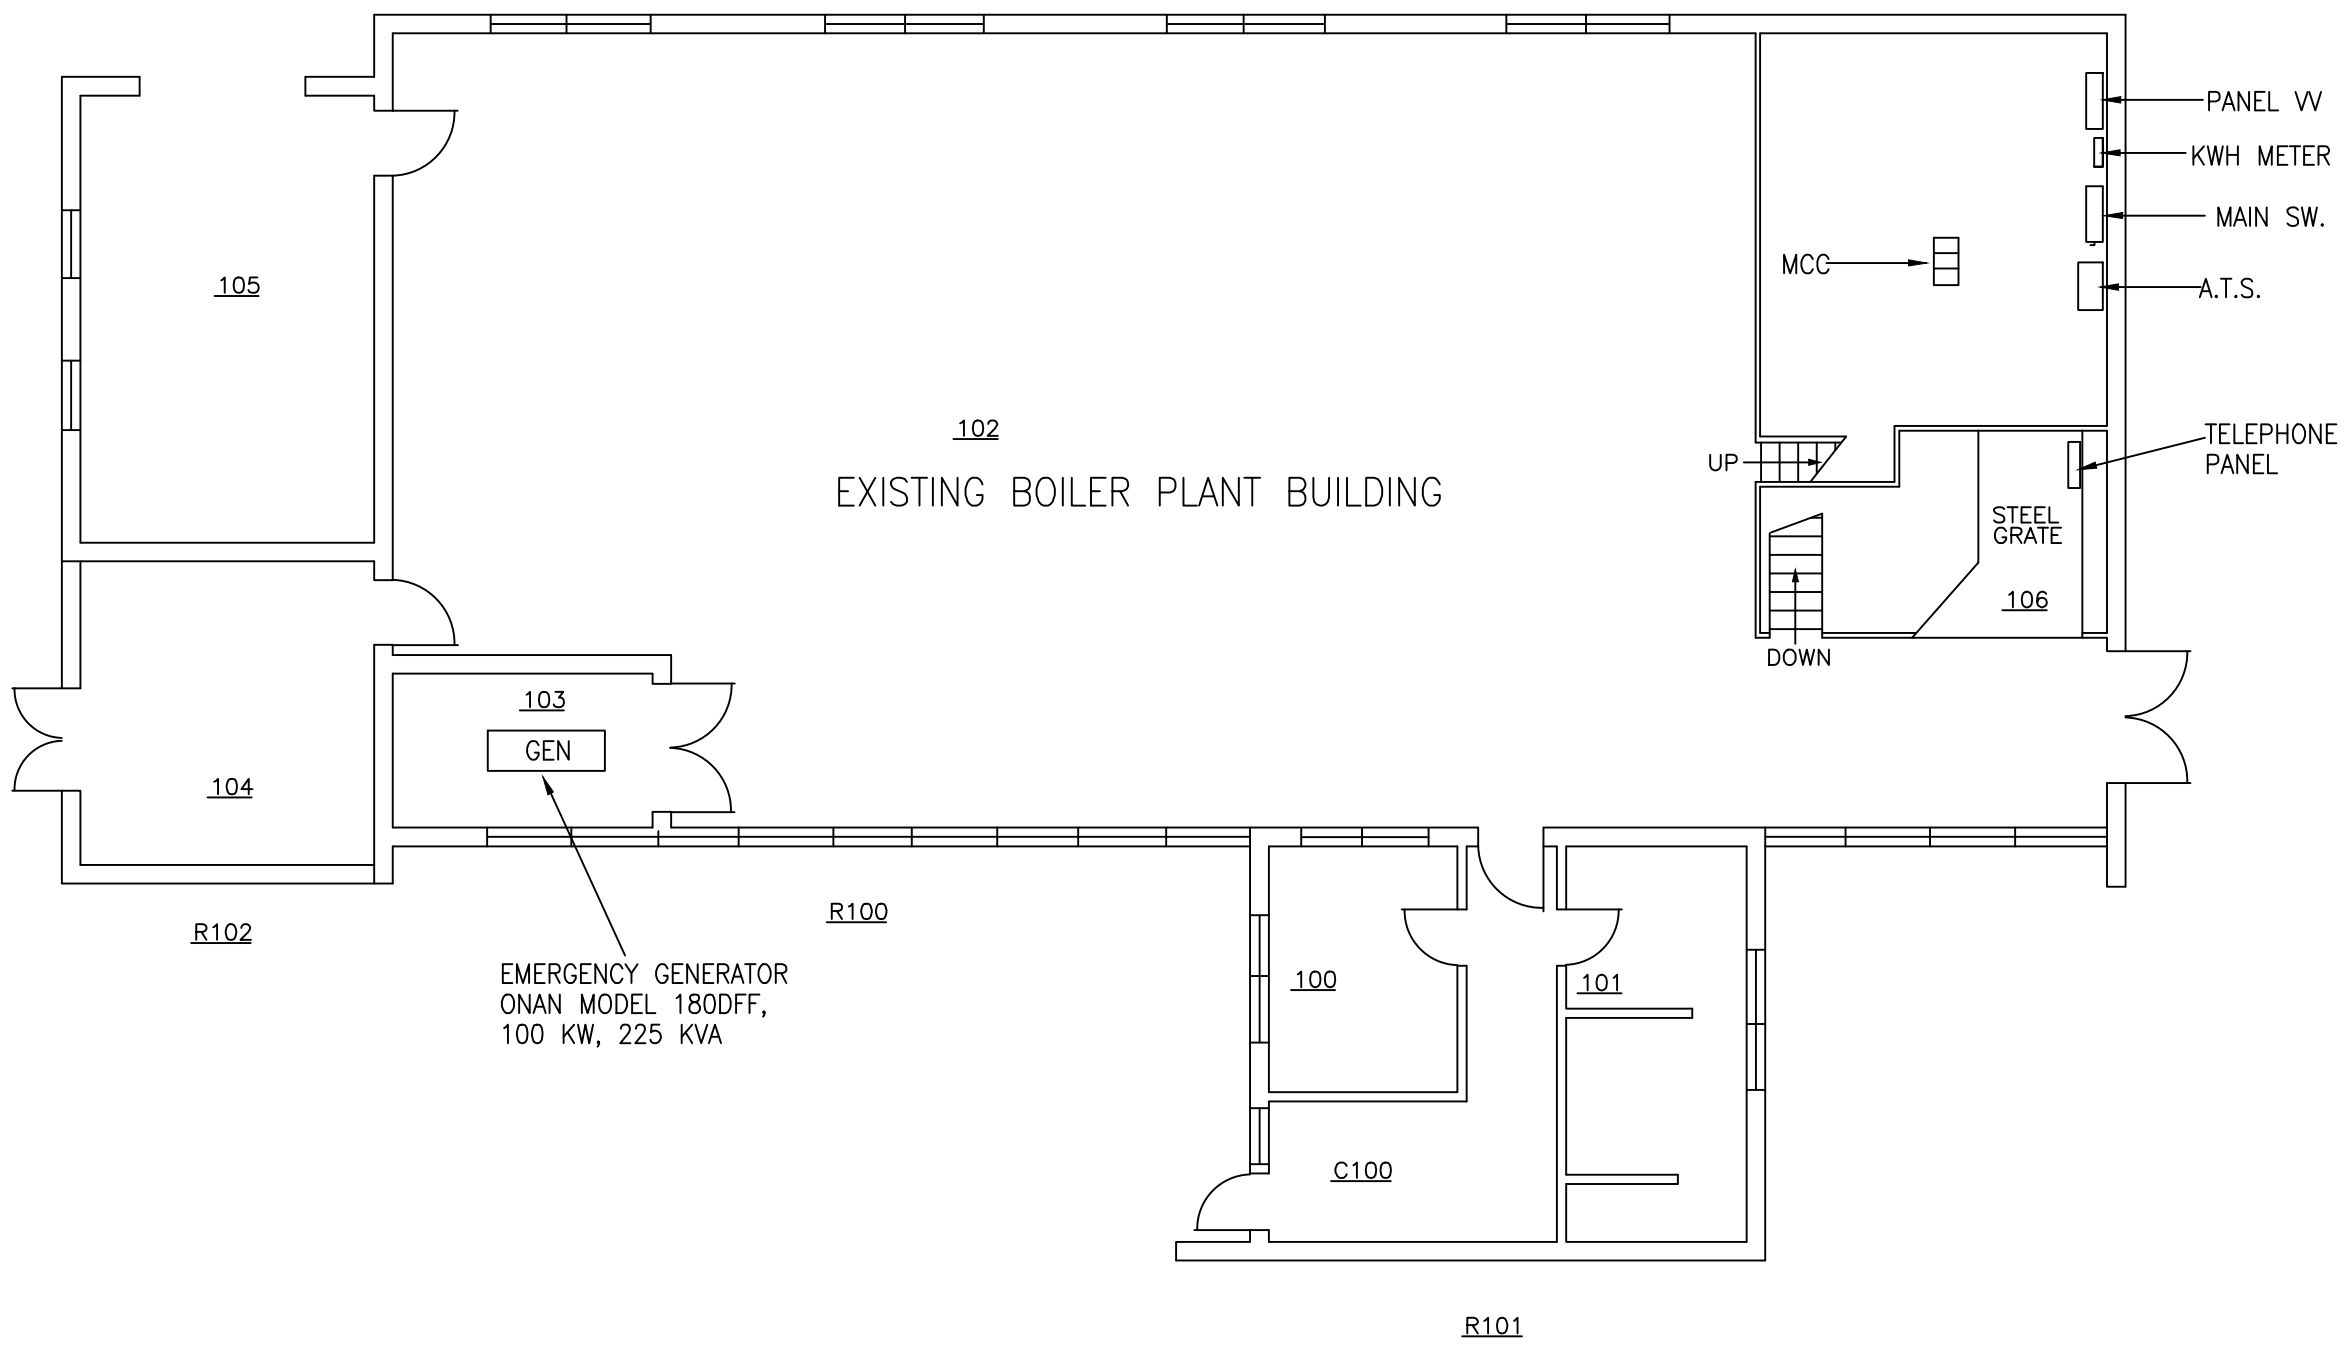 PANEL VV
KWH METER
MAIN SW.
MCC
A.T.S.
105
102
TELEPHONE
PANEL
UP
EXISTING BOILER PLANT BUILDING
STEEL
GRATE
106
DOWN
103
GEN
104
R100
R102
EMERGENCY GENERATOR
ONAN MODEL 180DFF,
100 KW, 225 KVA
100
101
C100
R101